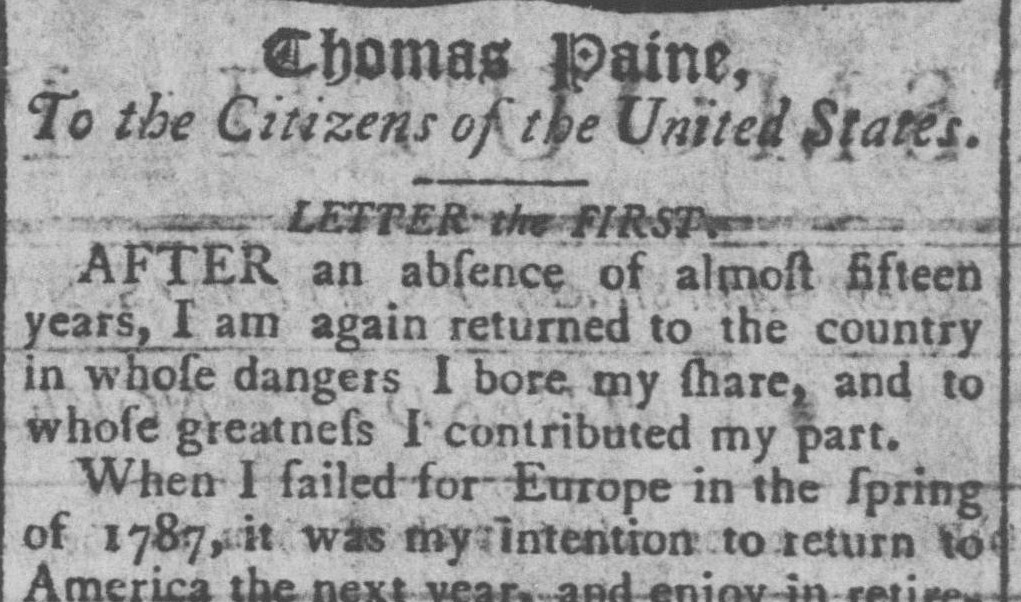 Thomas Paine,
To the Citizens of the United States.
LETTER the FIRST.
AFTER an abſence of almoſt fifteen
years, I am again returned to the country
in whoſe dangers I bore my ſhare, and to
whoſe greatneſs I contributed my part.
When I ſailed for Europe in the ſpring
of 1787, it was my intention to return to
America the next year, and enjoy in retire-